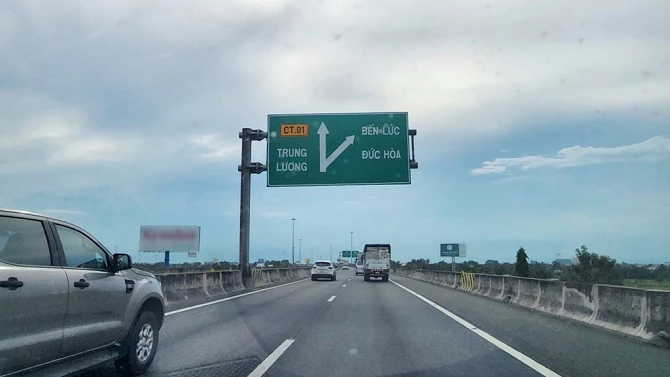 CT.01
TRUNG
LƯƠNG
BẾN LỨC
ĐỨC HÒA